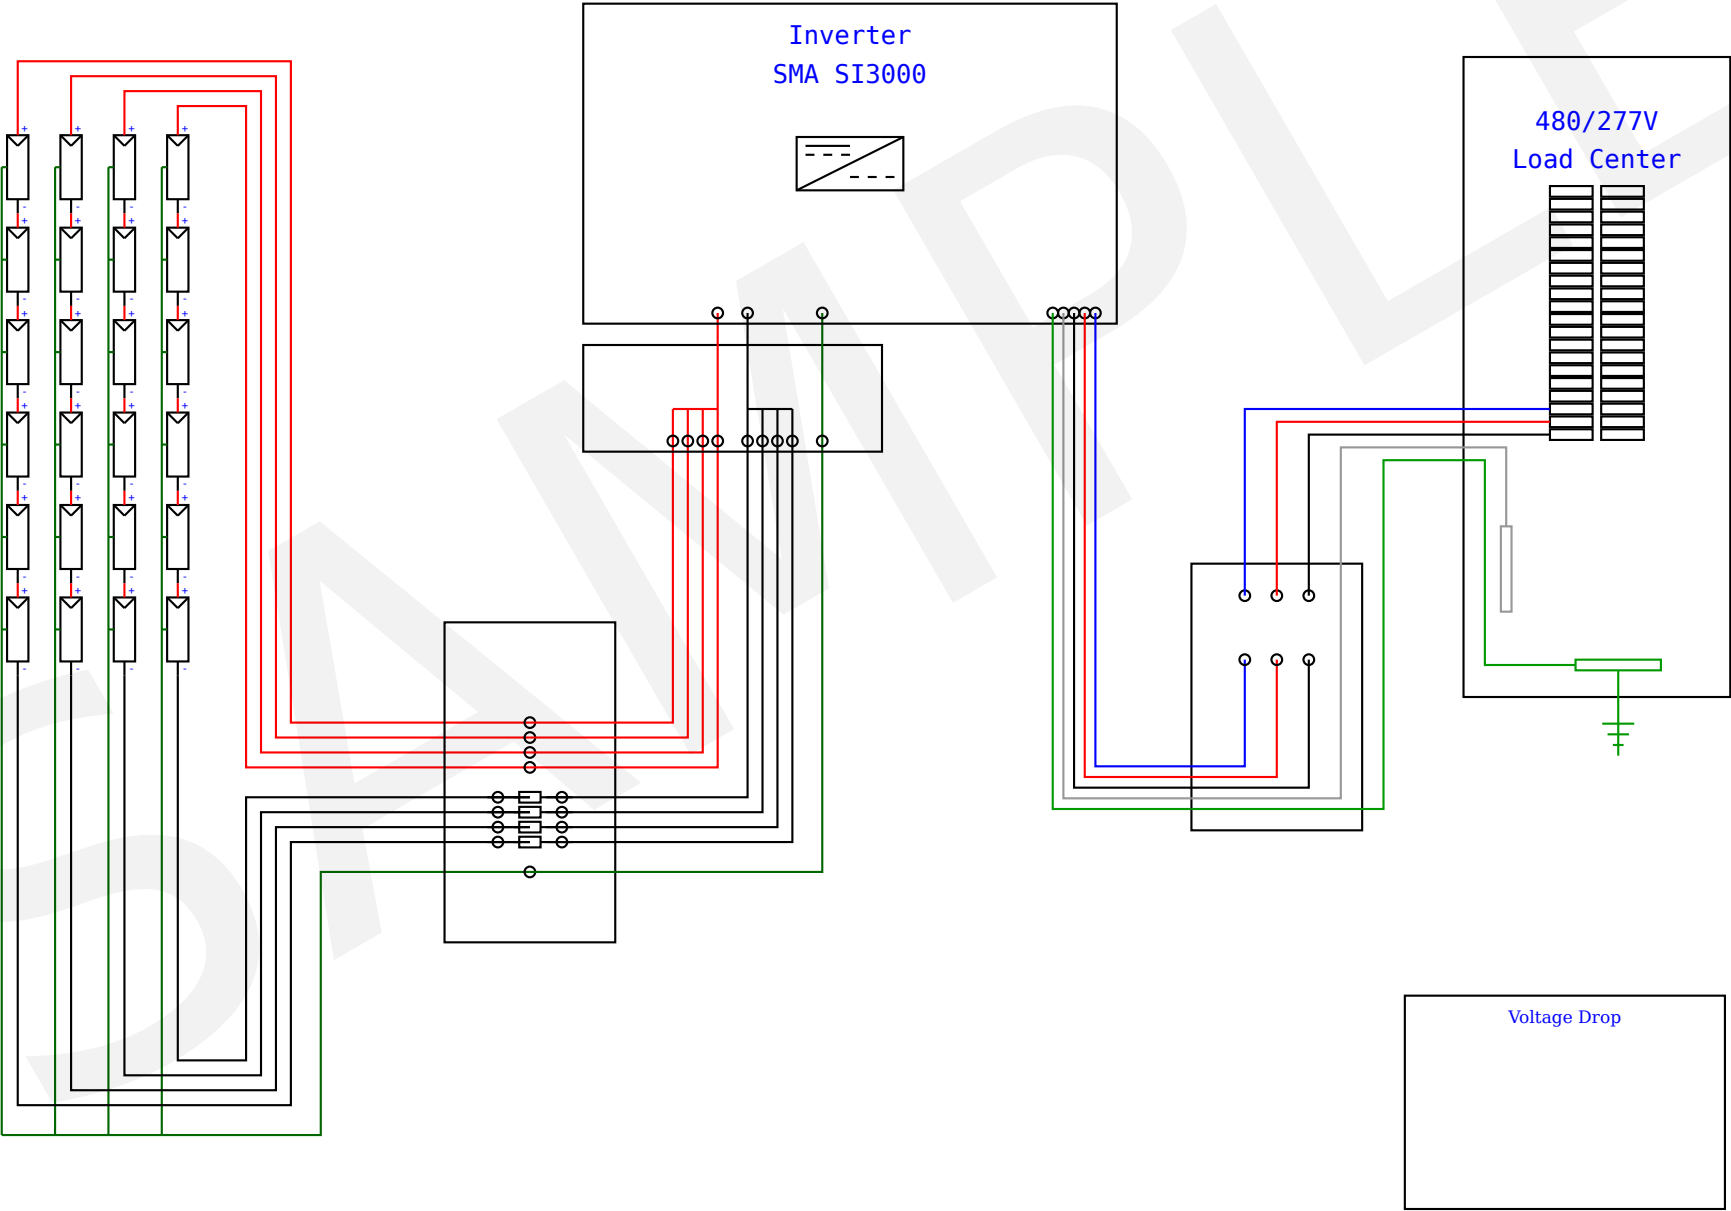 Inverter
SMA SI3000
480/277V
Load Center
SAMPLE
Voltage Drop